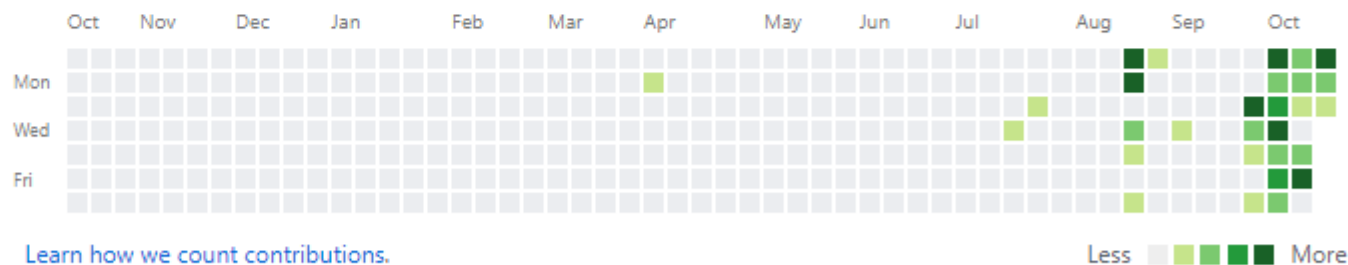 Oct Nov Dec Jan Feb Mar Apr May Jun Jul Aug Sep Oct
Mon
Wed
Fri
Learn how we count contributions. Less More